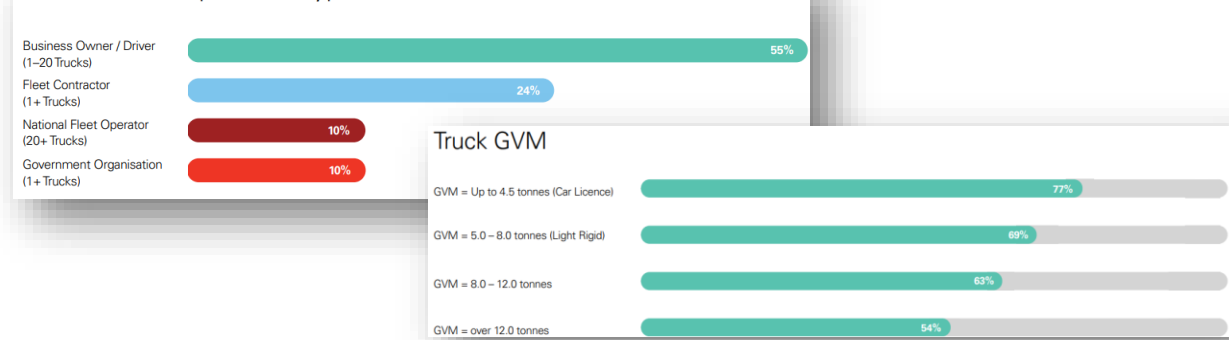 Business Owner / Driver
(1–20 Trucks)
55%
Fleet Contractor
(1+ Trucks)
24%
National Fleet Operator
(20+ Trucks)
10%
Government Organisation
(1+ Trucks)
10%
Truck GVM
GVM = Up to 4.5 tonnes (Car Licence)
77%
GVM = 5.0 – 8.0 tonnes (Light Rigid)
69%
GVM = 8.0 – 12.0 tonnes
63%
GVM = over 12.0 tonnes
54%